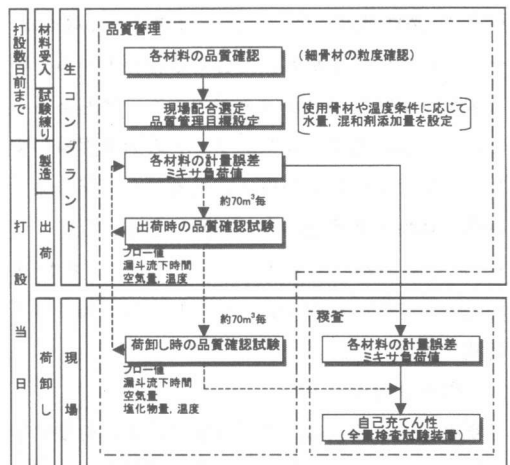 打設数日前まで
打設当日
材料受入
試験練り
製造
出荷
荷卸し
生コンプラント
現場
品質管理
各材料の品質確認
（細骨材の粒度確認）
現場配合選定
品質管理目標設定
使用骨材や温度条件に応じて
水量，混和剤添加量を設定
各材料の計量誤差
ミキサ負荷値
約70m³毎
出荷時の品質確認試験
フロー値
漏斗流下時間
空気量，温度
約70m³毎
荷卸し時の品質確認試験
フロー値
漏斗流下時間
空気量
塩化物量，温度
検査
各材料の計量誤差
ミキサ負荷値
自己充てん性
（全量検査試験装置）